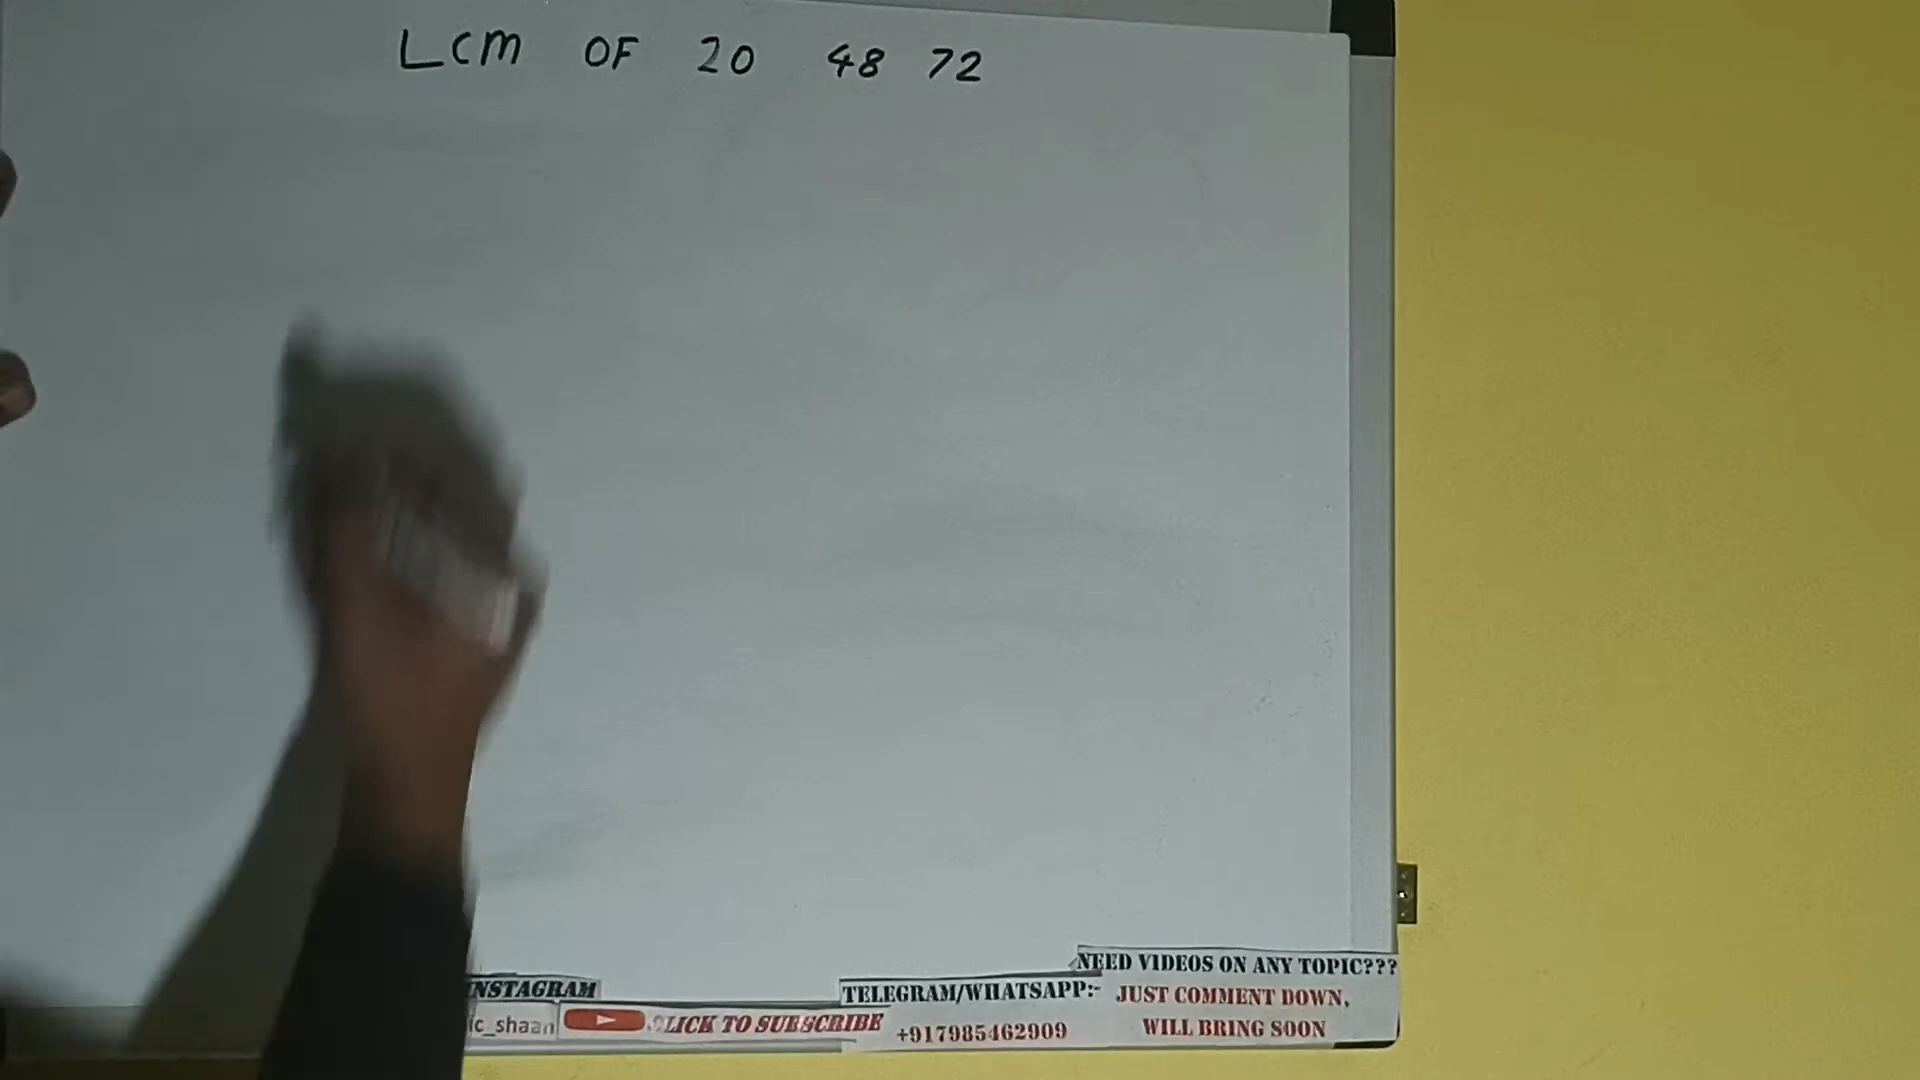 LCM OF 20 48 72
NEED VIDEOS ON ANY TOPIC???
INSTAGRAM
TELEGRAM/WHATSAPP:-
JUST COMMENT DOWN,
ic_shaan
CLICK TO SUBSCRIBE
+917985462909
WILL BRING SOON